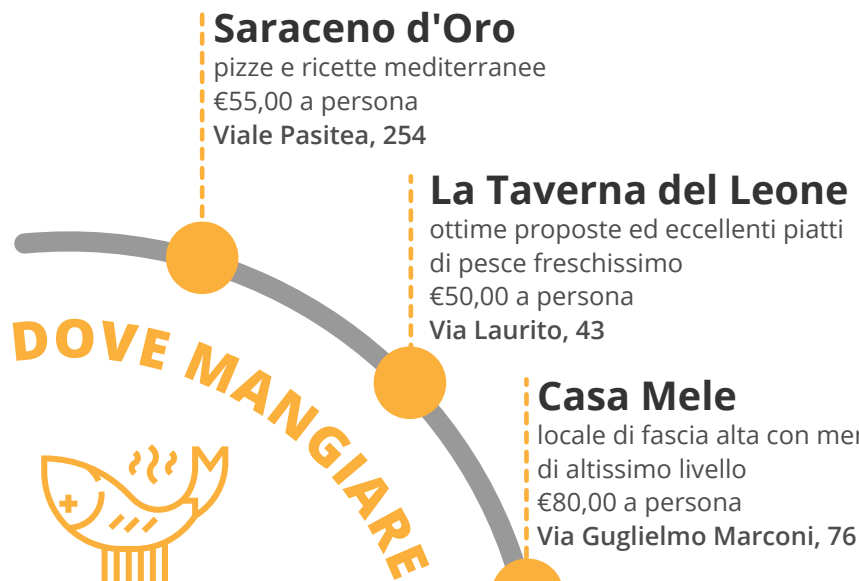 Saraceno d'Oro
pizze e ricette mediterranee
€55,00 a persona
Viale Pasitea, 254
La Taverna del Leone
ottime proposte ed eccellenti piatti
di pesce freschissimo
€50,00 a persona
Via Laurito, 43
DOVE MANGIARE
Casa Mele
locale di fascia alta con
di altissimo livello
€80,00 a persona
Via Guglielmo Marconi, 76